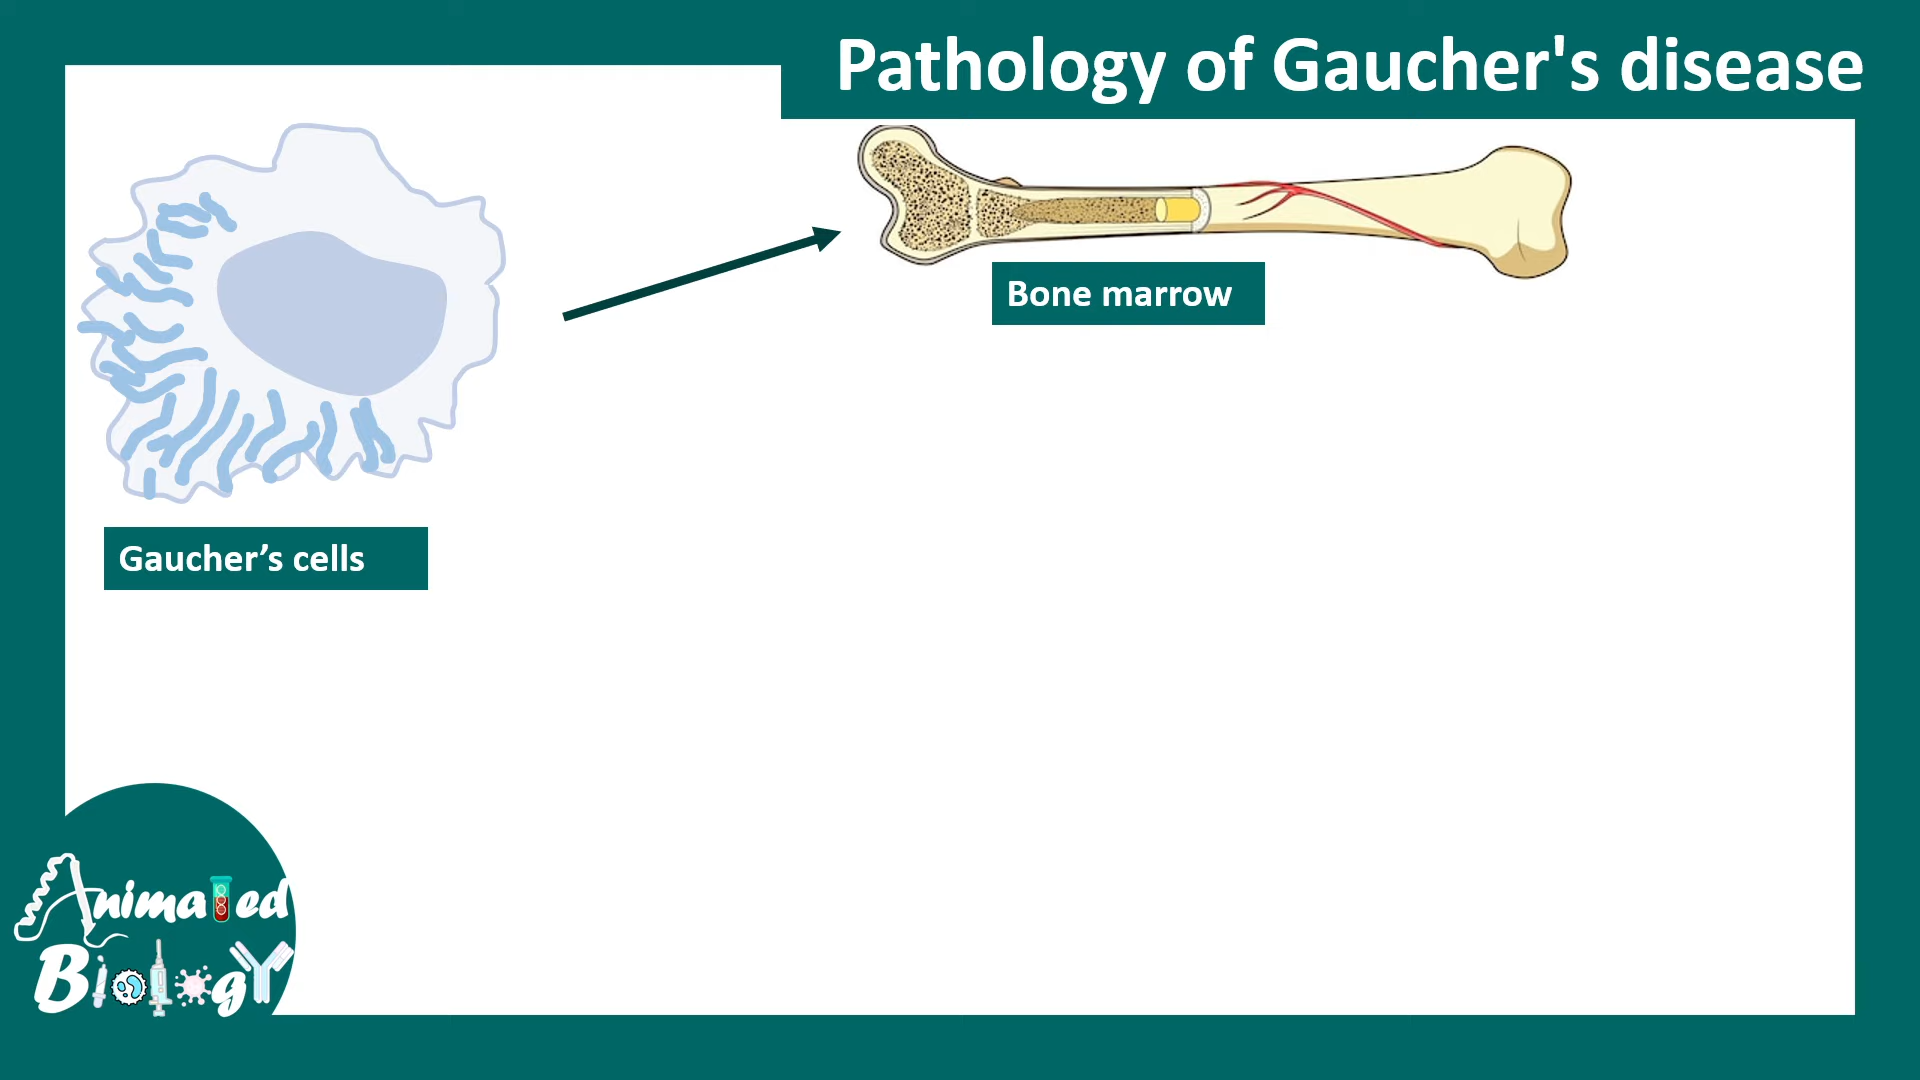 Pathology of Gaucher's disease
Bone marrow
Gaucher’s cells
Animated
Biology